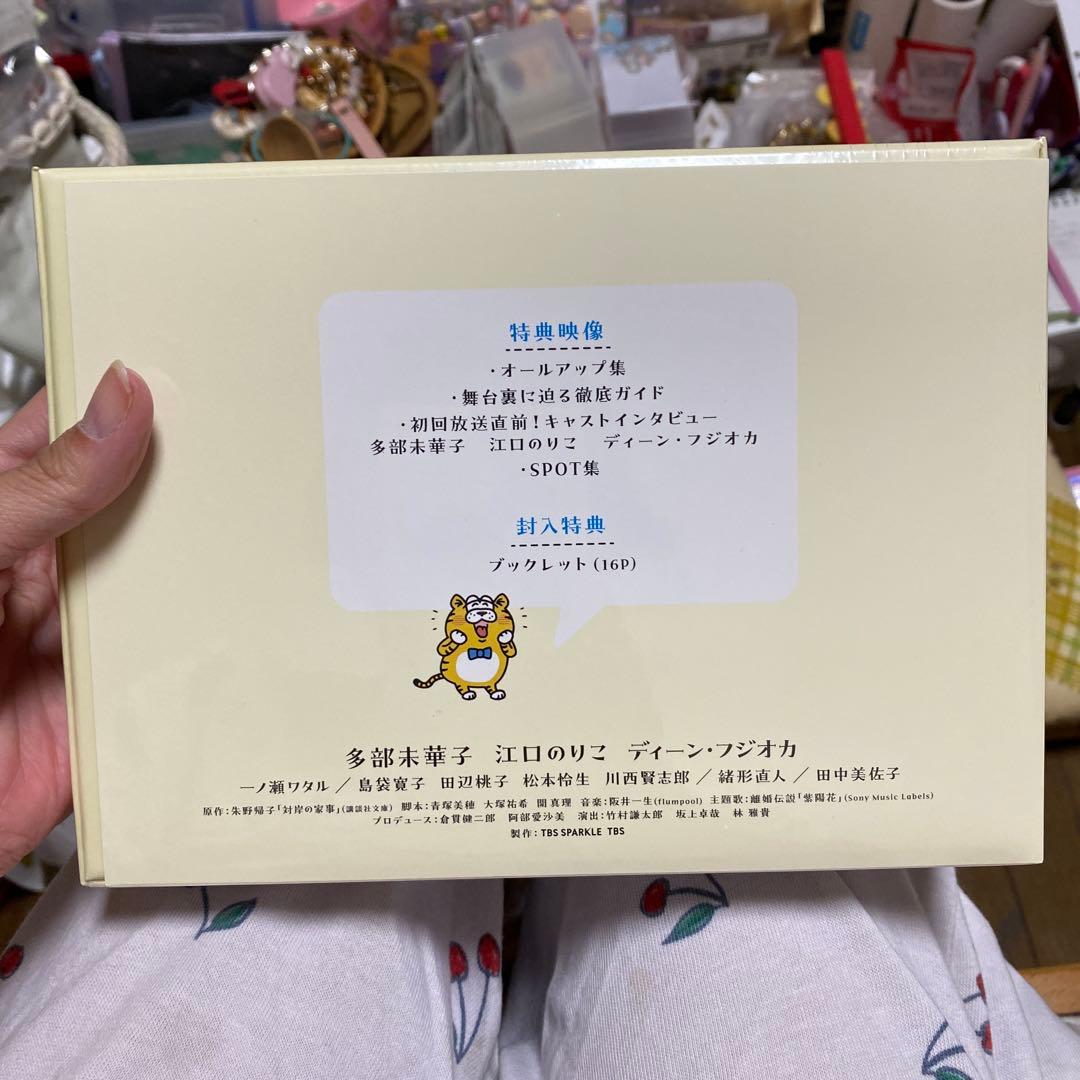 特典映像
・オールアップ集
・舞台裏に迫る徹底ガイド
・初回放送直前!キャストインタビュー
多部未華子 江口のりこ ディーン・フジオカ
・SPOT集
封入特典
ブックレット(16P)
多部未華子 江口のりこ ディーン・フジオカ
一ノ瀬ワタル/島袋寛子 田辺桃子 松本怜生 川西賢志郎/緒形直人/田中美佐子
原作:朱野帰子「対岸の家事」(講談社文庫) 脚本:青塚美穂 大塚祐希 開真理 音楽:阪井一生(flumpool) 主題歌:離婚伝説「紫陽花」(Sony Music Labels)
プロデュース:倉貫健二郎 阿部愛沙美 演出:竹村謙太郎 坂上卓哉 林雅貴
製作:TBS SPARKLE TBS